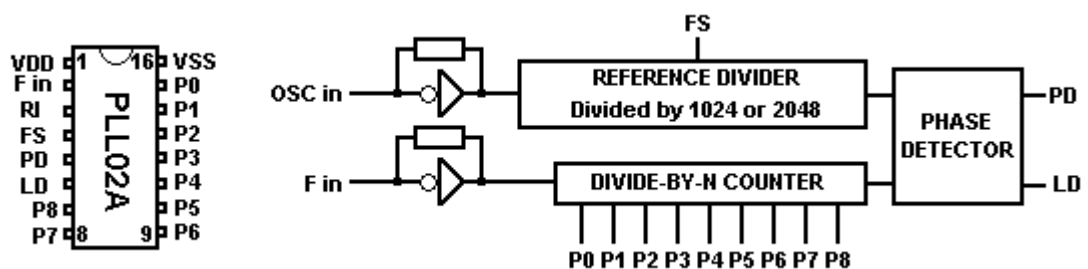 VDD 1 16 VSS
F in P0
RI P1
FS P2
PD P3
LD P4
P8 P5
P7 8 9 P6
PLL02A
FS
OSC in
REFERENCE DIVIDER
Divided by 1024 or 2048
PHASE
DETECTOR
PD
LD
F in
DIVIDE-BY-N COUNTER
P0 P1 P2 P3 P4 P5 P6 P7 P8